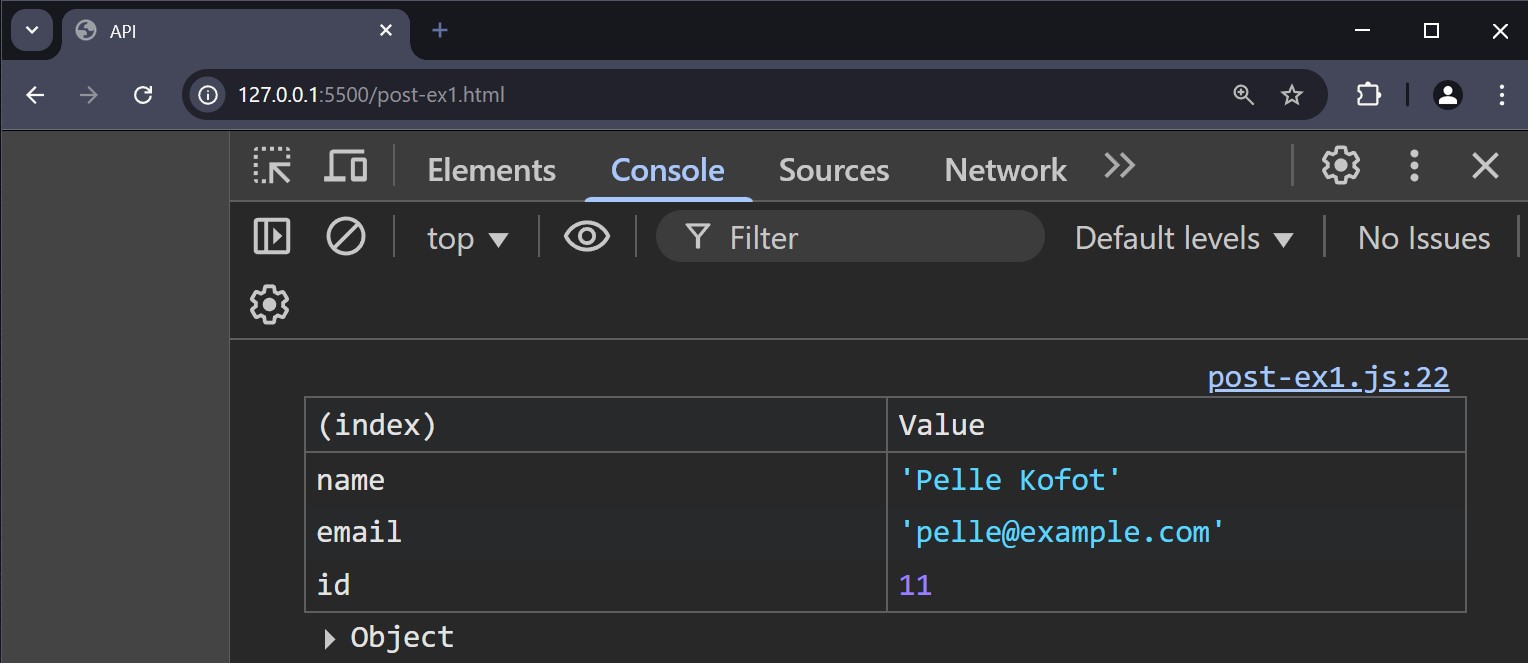 API
127.0.0.1:5500/post-ex1.html
Elements Console Sources Network
top Filter Default levels No Issues
post-ex1.js:22
(index) Value
name 'Pelle Kofot'
email 'pelle@example.com'
id 11
Object